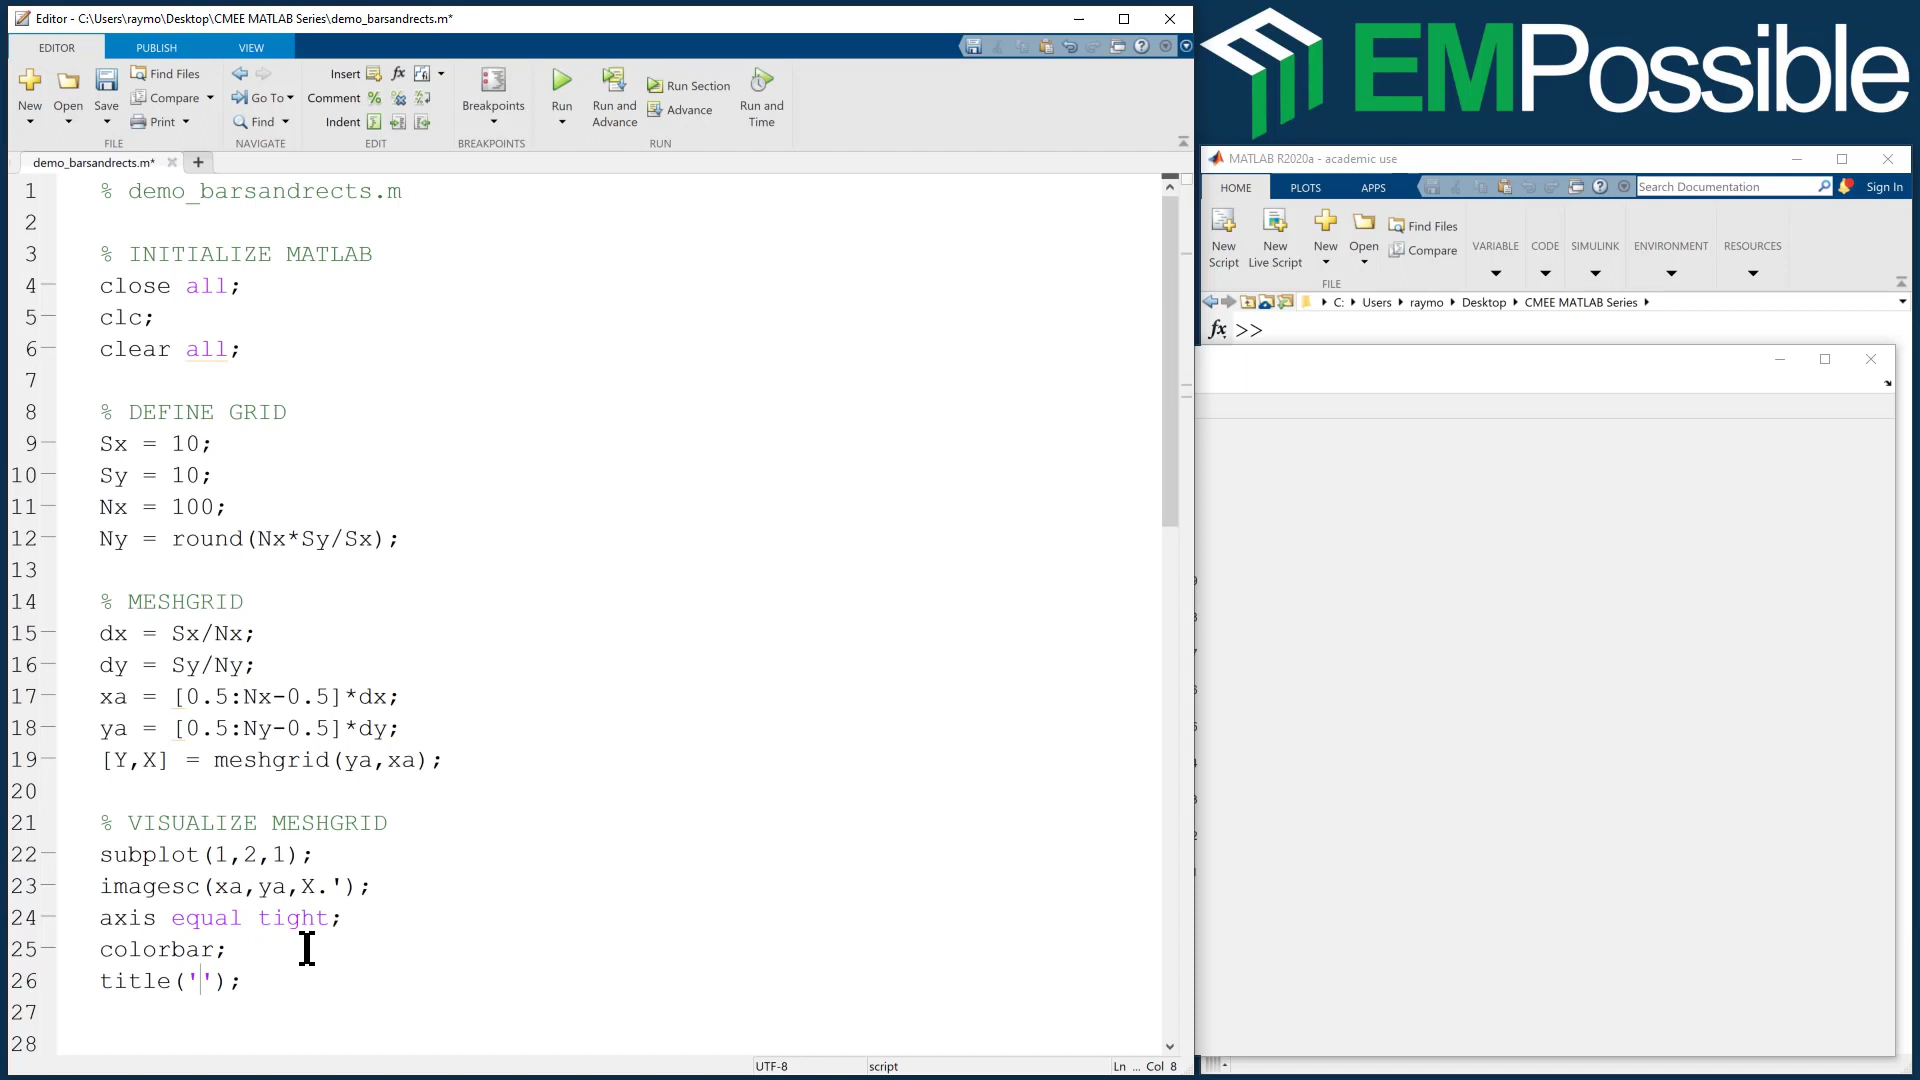 Editor - C:\Users\raymo\Desktop\CMEE MATLAB Series\demo_barsandrects.m*
EDITOR PUBLISH VIEW
New Open Save Find Files Compare Print
FILE
Go To Find
NAVIGATE
Insert Comment Indent
EDIT
Breakpoints
BREAKPOINTS
Run Run and Advance Run Section Advance Run and Time
RUN
demo_barsandrects.m*
1 % demo_barsandrects.m
2
3 % INITIALIZE MATLAB
4 close all;
5 clc;
6 clear all;
7
8 % DEFINE GRID
9 Sx = 10;
10 Sy = 10;
11 Nx = 100;
12 Ny = round(Nx*Sy/Sx);
13
14 % MESHGRID
15 dx = Sx/Nx;
16 dy = Sy/Ny;
17 xa = [0.5:Nx-0.5]*dx;
18 ya = [0.5:Ny-0.5]*dy;
19 [Y,X] = meshgrid(ya,xa);
20
21 % VISUALIZE MESHGRID
22 subplot(1,2,1);
23 imagesc(xa,ya,X.');
24 axis equal tight;
25 colorbar;
26 title('');
27
28
UTF-8 script Ln ... Col 8
EMPossible
MATLAB R2020a - academic use
HOME PLOTS APPS Search Documentation Sign In
New Script New Live Script New Open Find Files Compare
FILE
VARIABLE CODE SIMULINK ENVIRONMENT RESOURCES
C: Users raymo Desktop CMEE MATLAB Series
fx >>